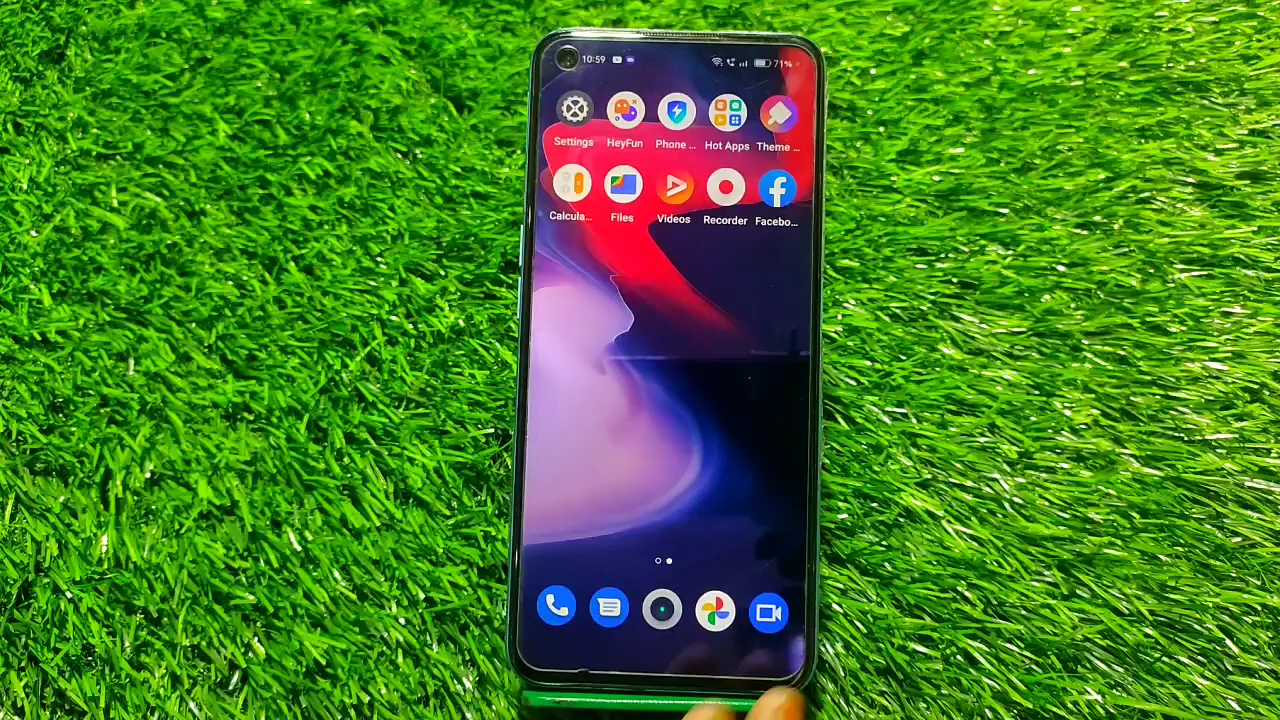 10:59 71%
Settings HeyFun Phone ... Hot Apps Theme ...
Calcula... Files Videos Recorder Facebo...